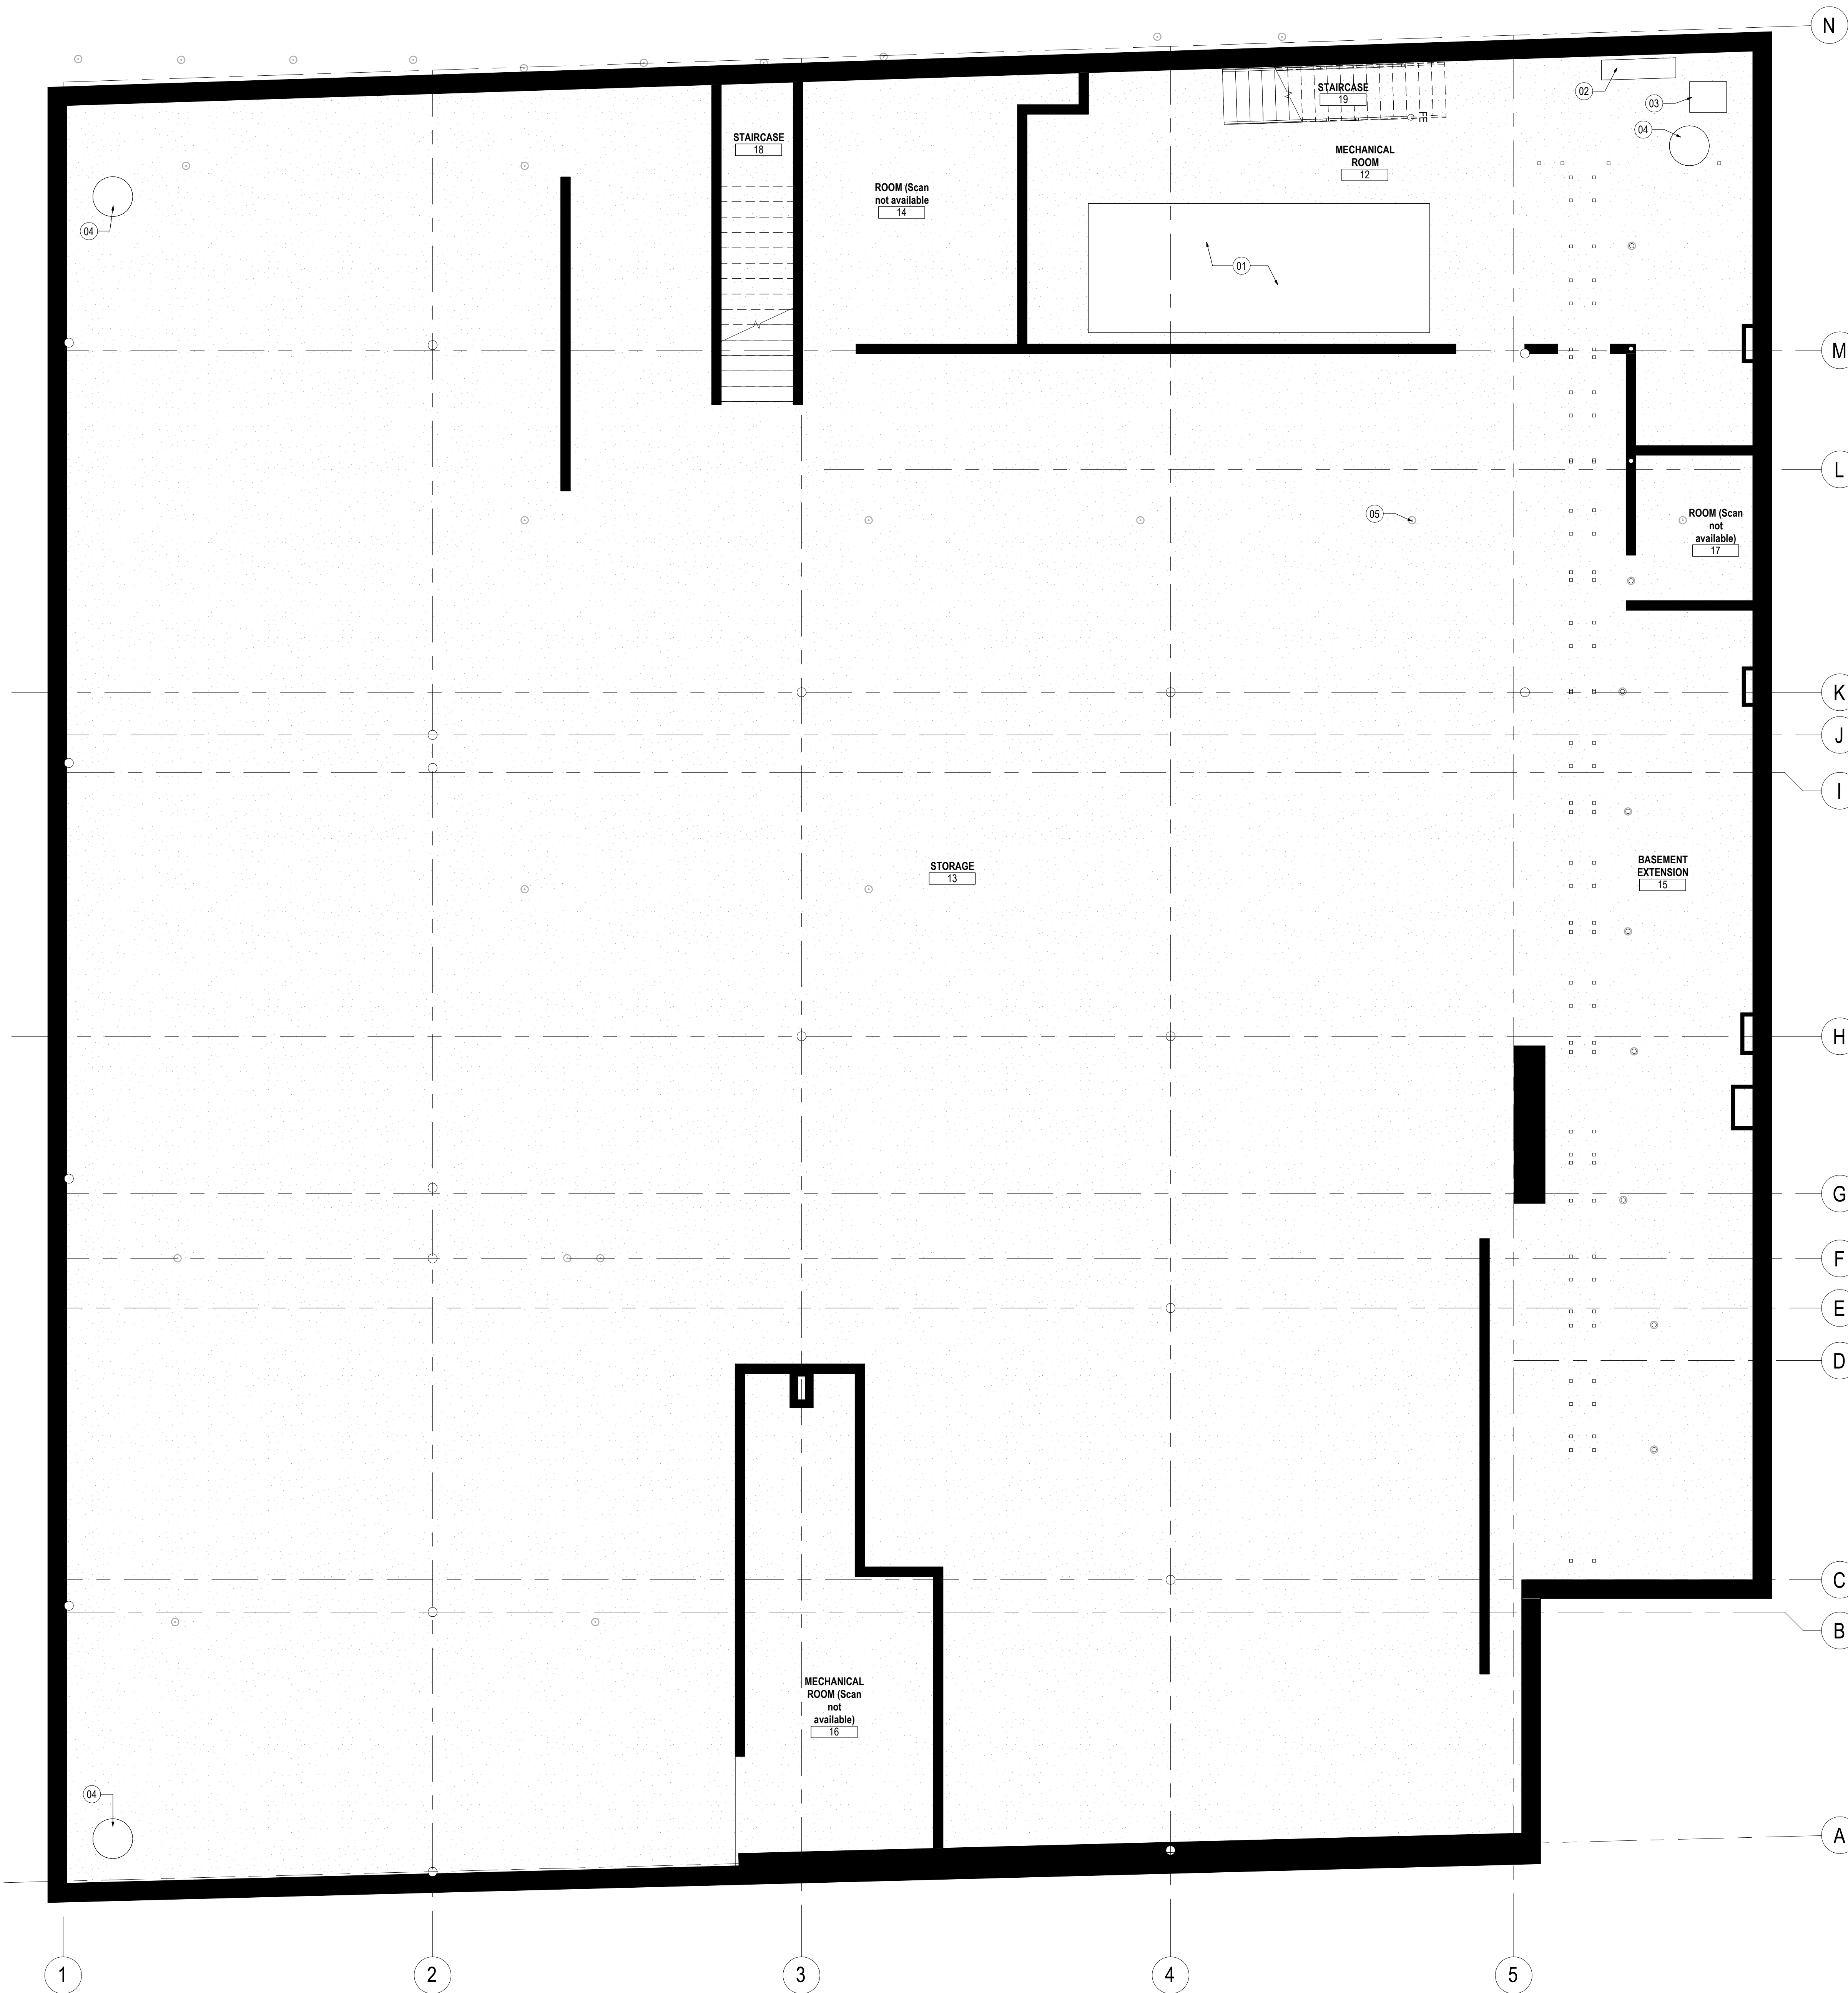 N
02
STAIRCASE
19
03
FE
04
STAIRCASE
18
MECHANICAL
ROOM
12
ROOM (Scan
not available
14
04
01
M
L
05
ROOM (Scan
not
available)
17
K
J
I
STORAGE
13
BASEMENT
EXTENSION
15
H
G
F
E
D
C
B
MECHANICAL
ROOM (Scan
not
available)
16
04
A
1
2
3
4
5